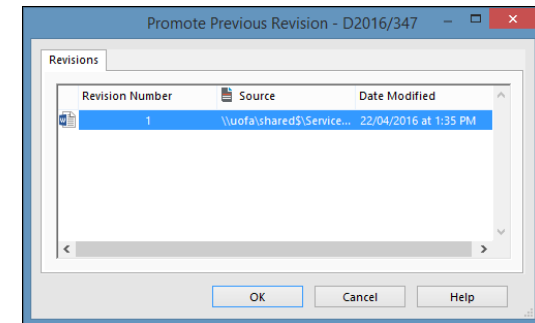 Promote Previous Revision - D2016/347
Revisions
Revision Number Source Date Modified
1 \\uofa\shared$\Service... 22/04/2016 at 1:35 PM
OK Cancel Help